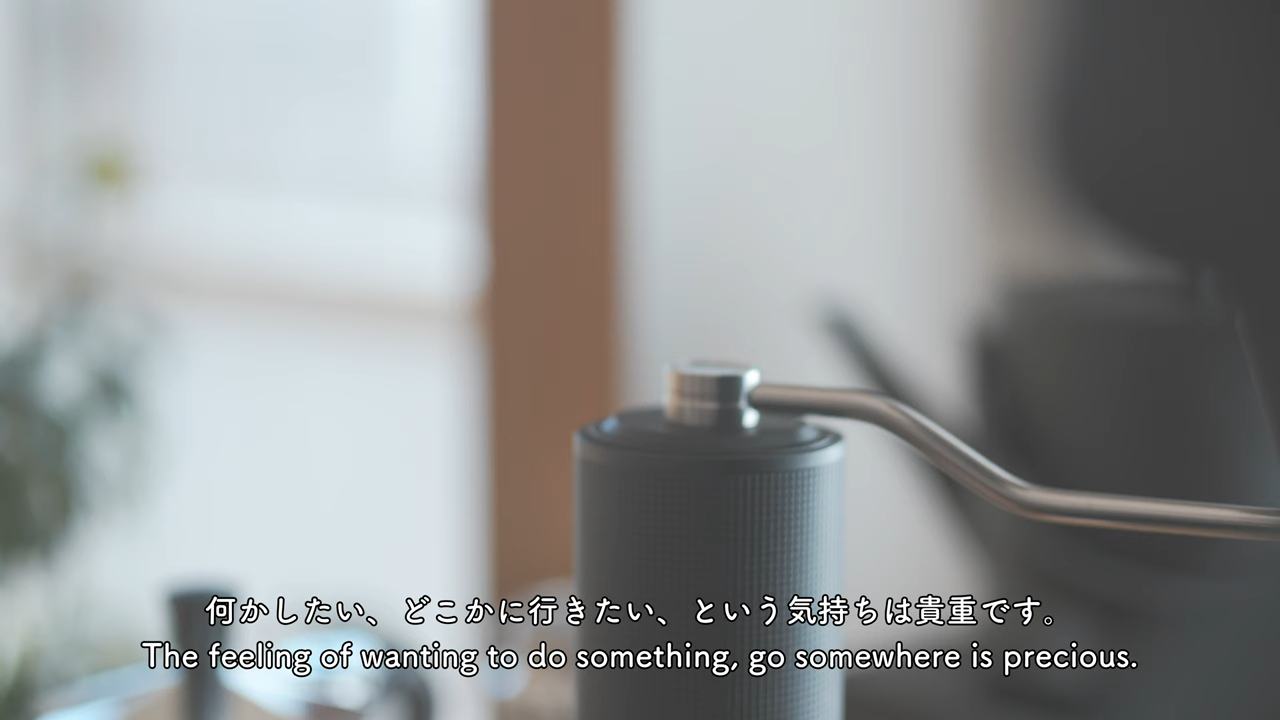 何かしたい、どこかに行きたい、という気持ちは貴重です。
The feeling of wanting to do something, go somewhere is precious.